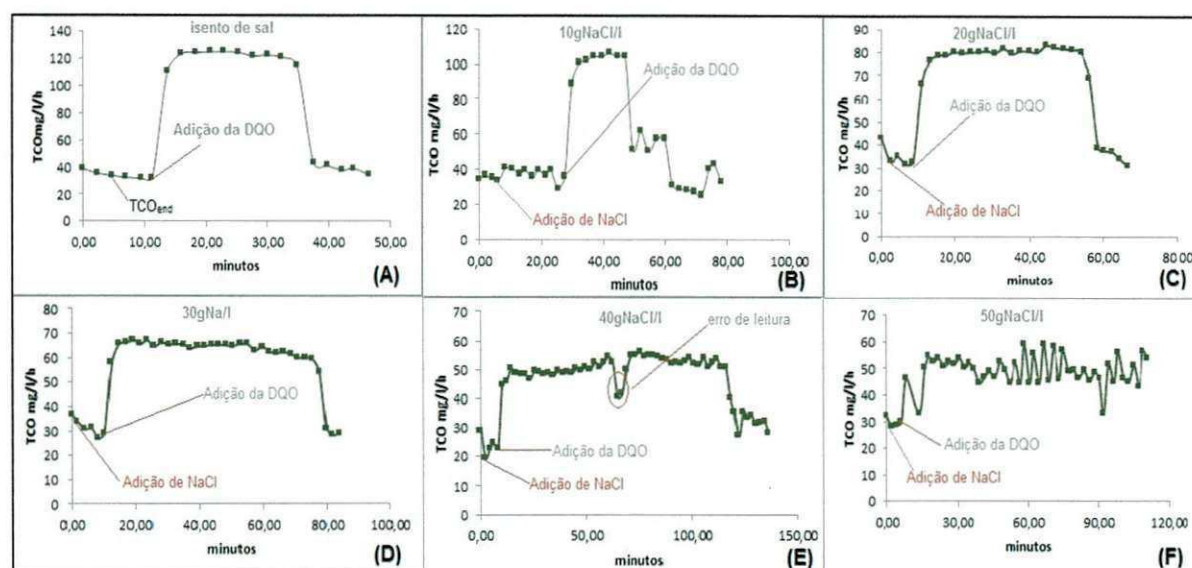 isento de sal
TCOmg/l/h
140
120
100
80
60
40
20
0
Adição da DQO
TCOend
0,00 10,00 20,00 30,00 40,00 50,00
minutos
(A)
10gNaCl/l
TCO mg/l/h
120
100
80
60
40
20
0
Adição da DQO
Adição de NaCl
0,00 20,00 40,00 60,00 80,00 100,00
minutos
(B)
20gNaCl/l
TCO mg/l/h
90
80
70
60
50
40
30
20
10
0
Adição da DQO
Adição de NaCl
0,00 20,00 40,00 60,00 80,00
minutos
(C)
30gNa/l
TCO mg/l/h
80
70
60
50
40
30
20
10
0
Adição da DQO
Adição de NaCl
0,00 20,00 40,00 60,00 80,00 100,00
minutos
(D)
40gNaCl/l
erro de leitura
TCO mg/l/h
70
60
50
40
30
20
10
0
Adição da DQO
Adição de NaCl
0,00 50,00 100,00 150,00
minutos
(E)
50gNaCl/l
TCO mg/l/h
70
60
50
40
30
20
10
0
Adição da DQO
Adição de NaCl
0,00 30,00 60,00 90,00 120,00
minutos
(F)